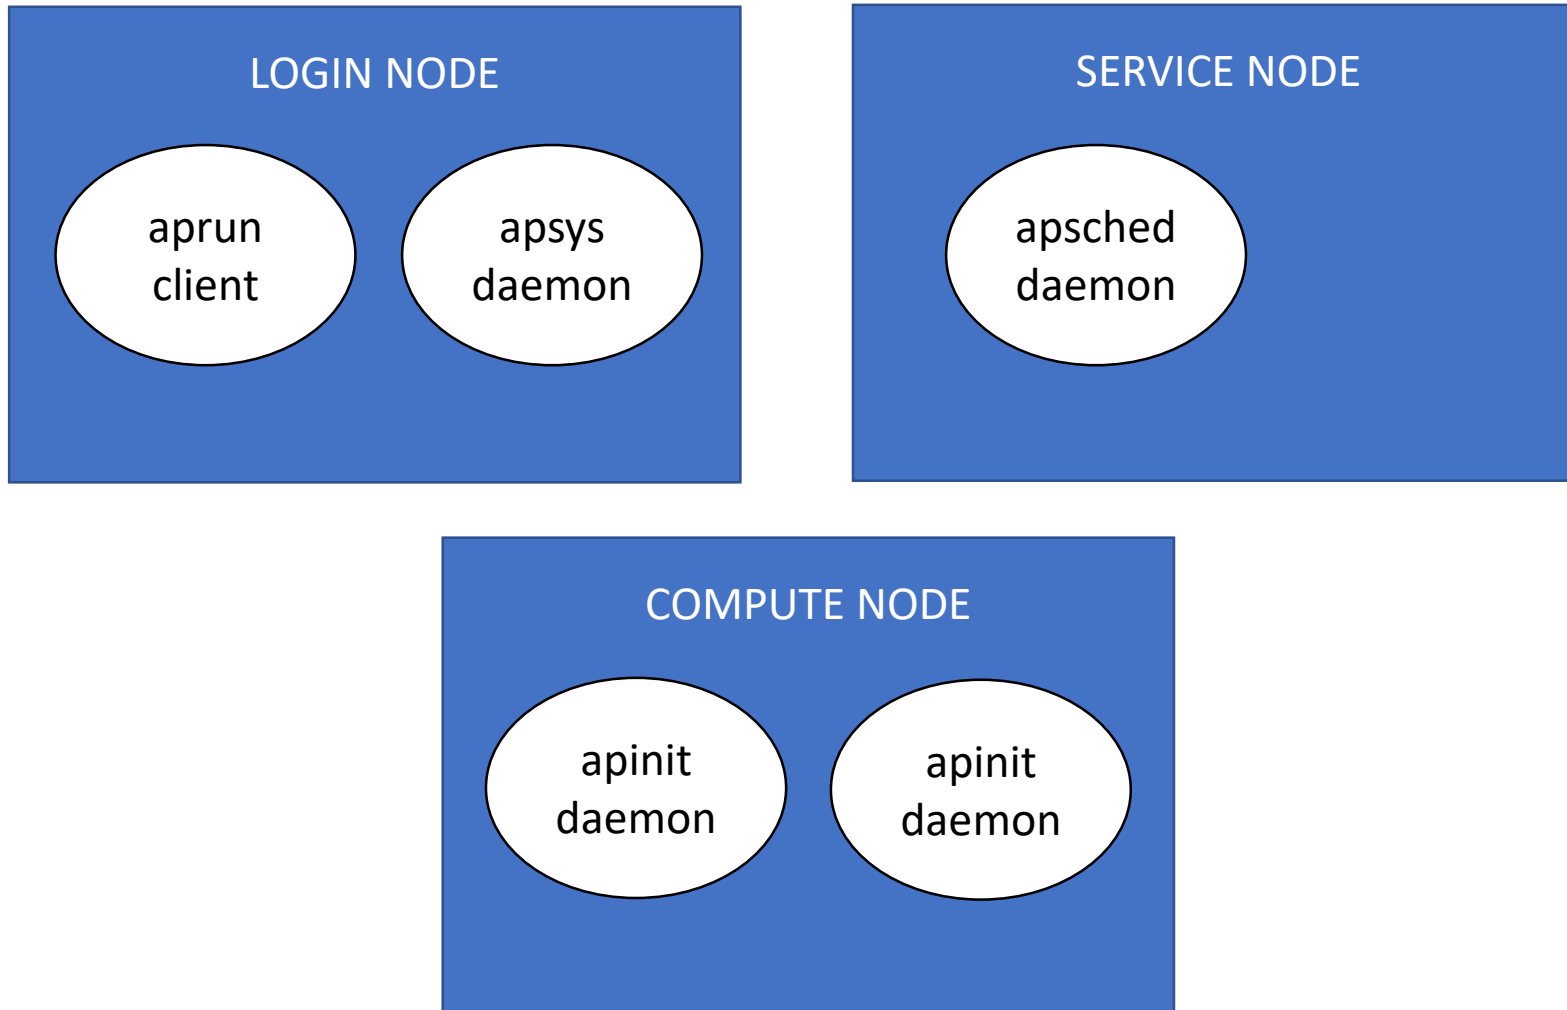 LOGIN NODE
aprun
client
apsys
daemon
SERVICE NODE
apsched
daemon
COMPUTE NODE
apinit
daemon
apinit
daemon